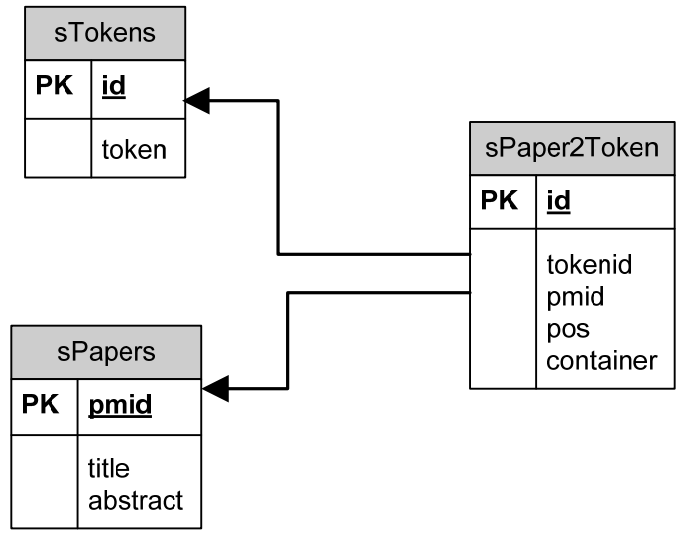 sTokens
PK id
token
sPaper2Token
PK id
tokenid
pmid
pos
container
sPapers
PK pmid
title
abstract